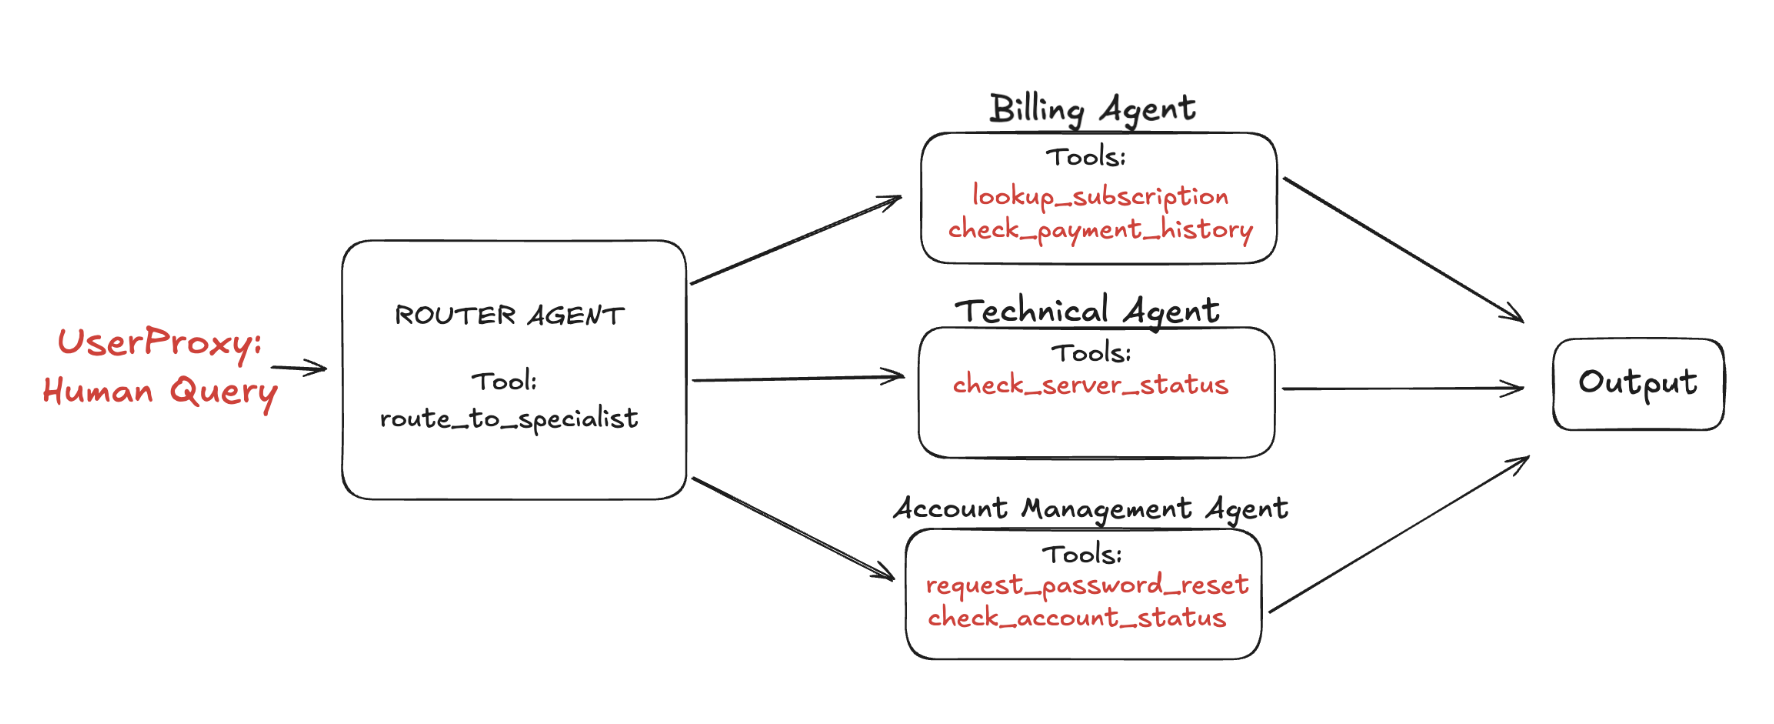 UserProxy:
Human Query
ROUTER AGENT
Tool:
route_to_specialist
Billing Agent
Tools:
lookup_subscription
check_payment_history
Technical Agent
Tools:
check_server_status
Account Management Agent
Tools:
request_password_reset
check_account_status
Output